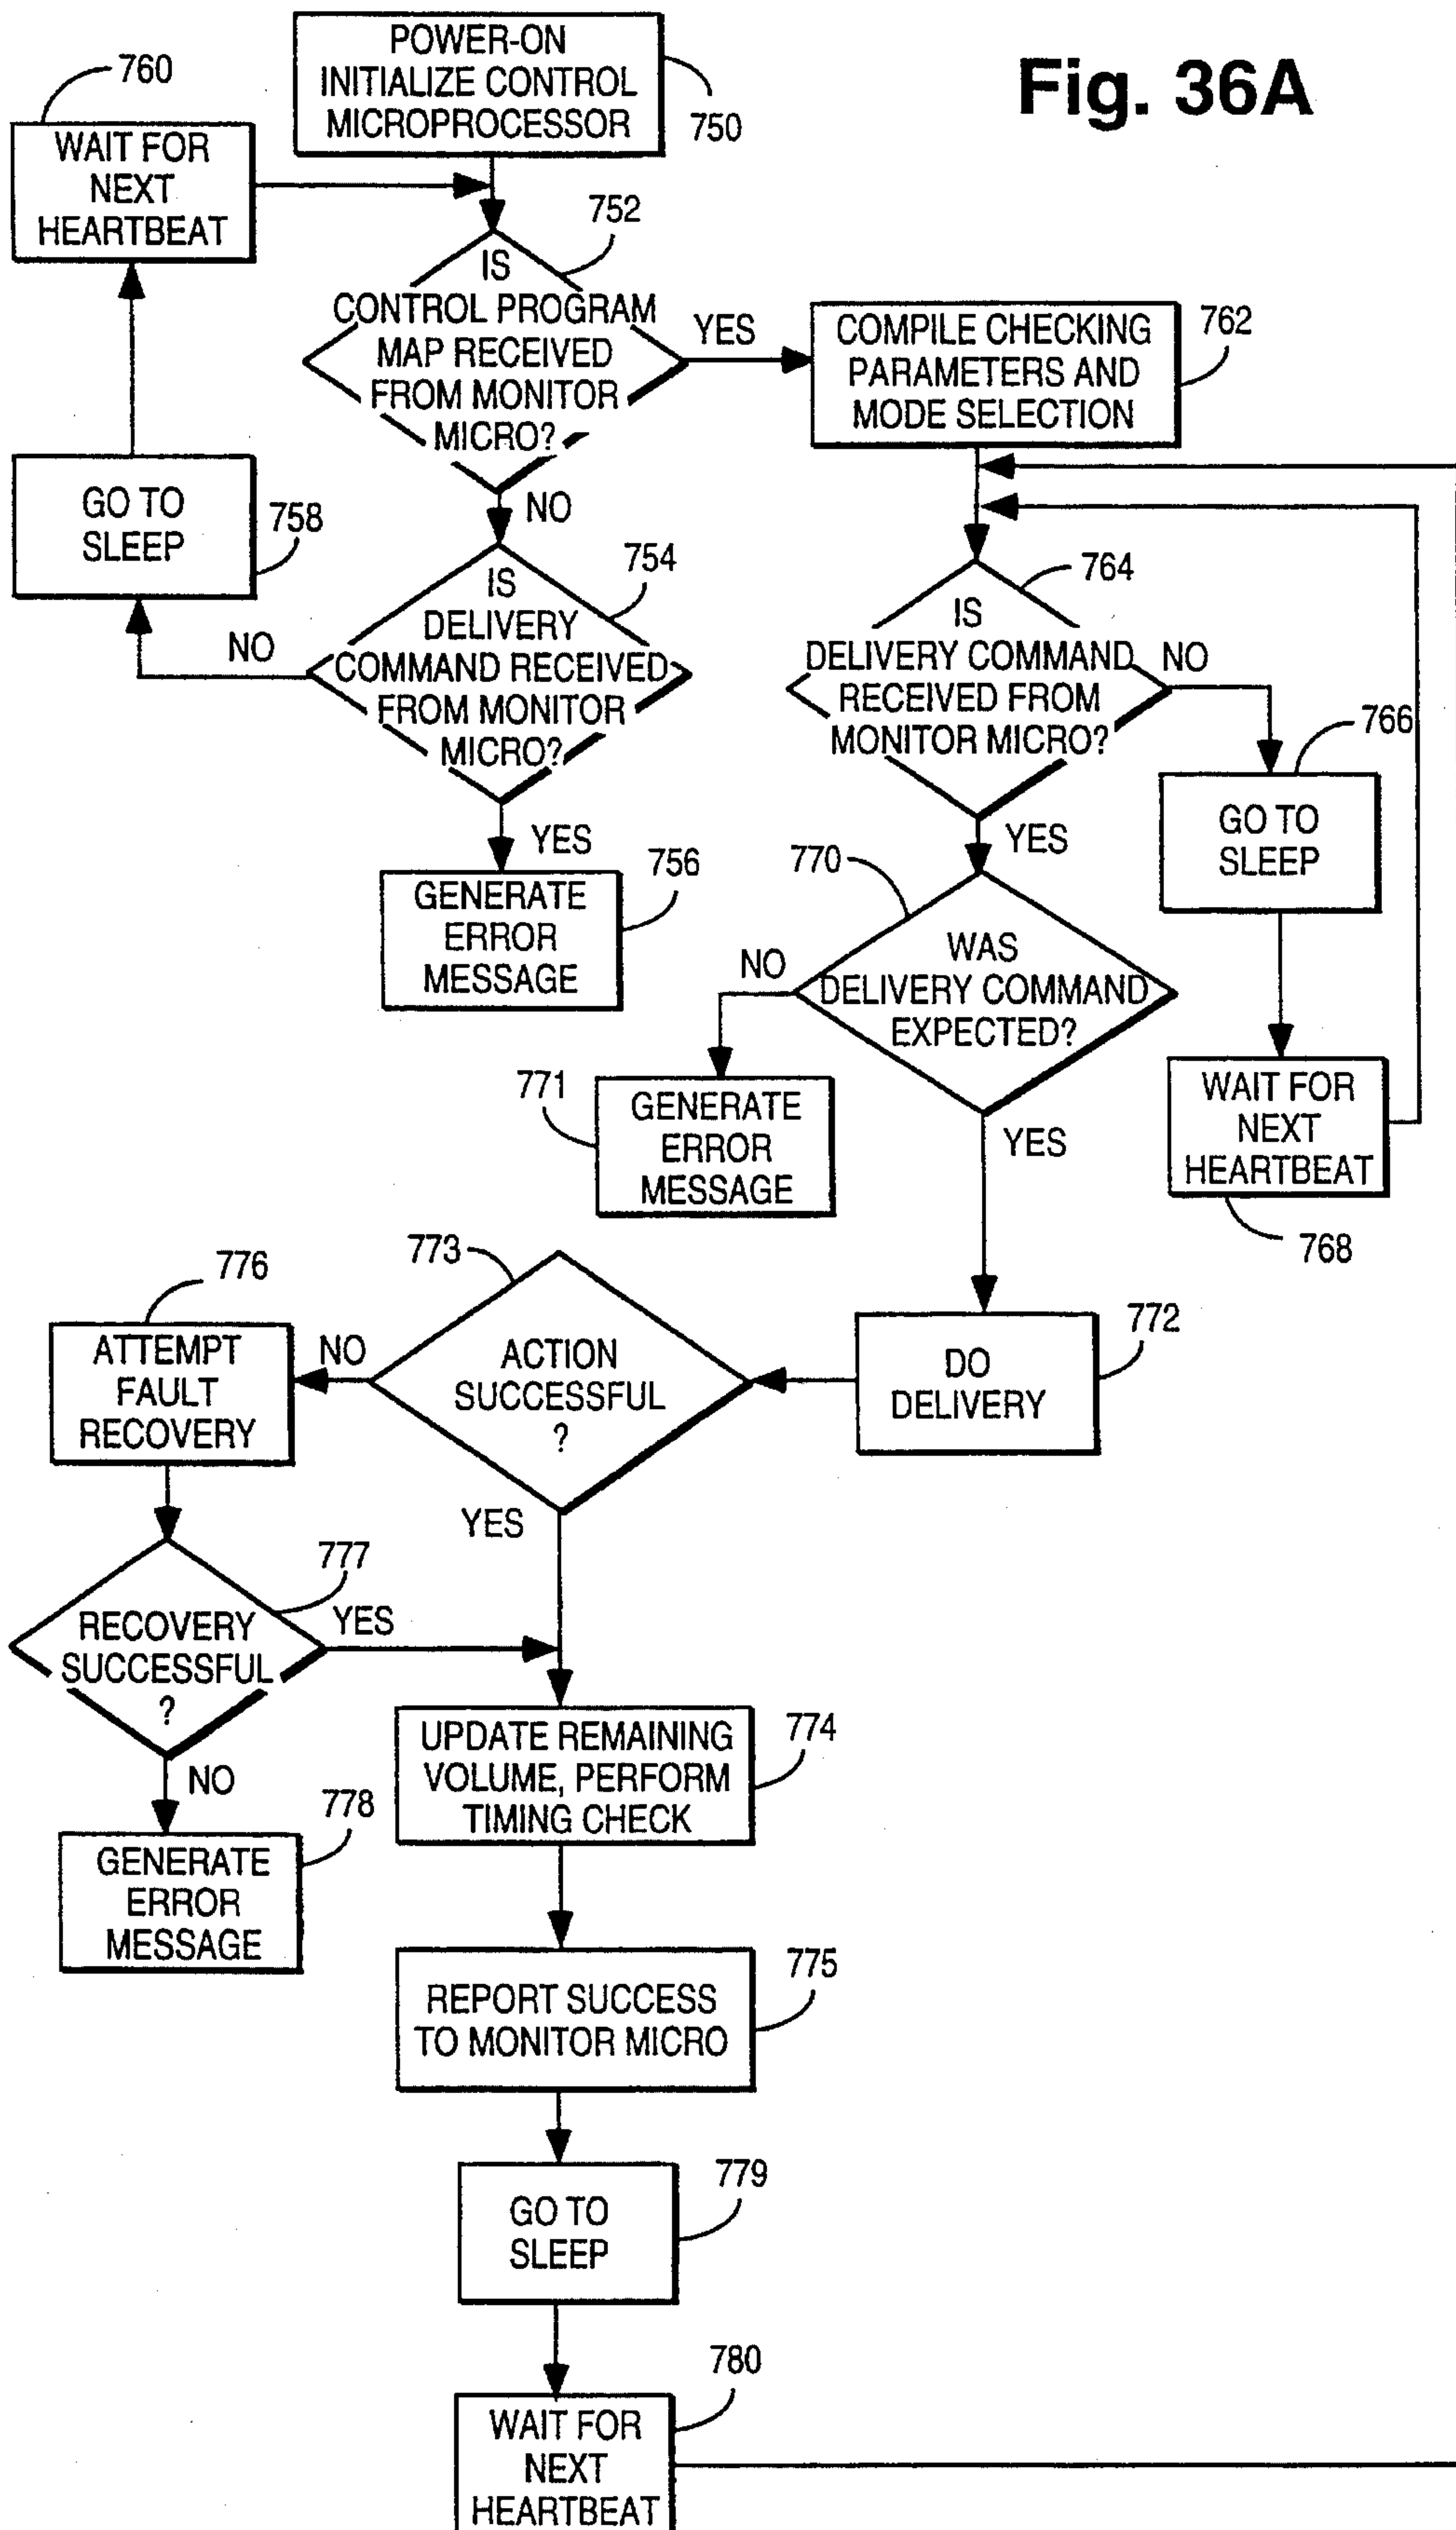 Fig. 36A
POWER-ON
INITIALIZE CONTROL
MICROPROCESSOR
750
760
WAIT FOR
NEXT
HEARTBEAT
752
IS
CONTROL PROGRAM
MAP RECEIVED
FROM MONITOR
MICRO?
YES
COMPILE CHECKING
PARAMETERS AND
MODE SELECTION
762
NO
GO TO
SLEEP
758
754
IS
DELIVERY
COMMAND RECEIVED
FROM MONITOR
MICRO?
NO
YES
GENERATE
ERROR
MESSAGE
756
764
IS
DELIVERY COMMAND
RECEIVED FROM
MONITOR MICRO?
NO
766
GO TO
SLEEP
YES
770
WAS
DELIVERY COMMAND
EXPECTED?
NO
771
GENERATE
ERROR
MESSAGE
YES
WAIT FOR
NEXT
HEARTBEAT
768
772
DO
DELIVERY
773
ACTION
SUCCESSFUL
?
NO
776
ATTEMPT
FAULT
RECOVERY
YES
777
RECOVERY
SUCCESSFUL
?
YES
NO
778
GENERATE
ERROR
MESSAGE
UPDATE REMAINING
VOLUME, PERFORM
TIMING CHECK
774
REPORT SUCCESS
TO MONITOR MICRO
775
GO TO
SLEEP
779
WAIT FOR
NEXT
HEARTBEAT
780